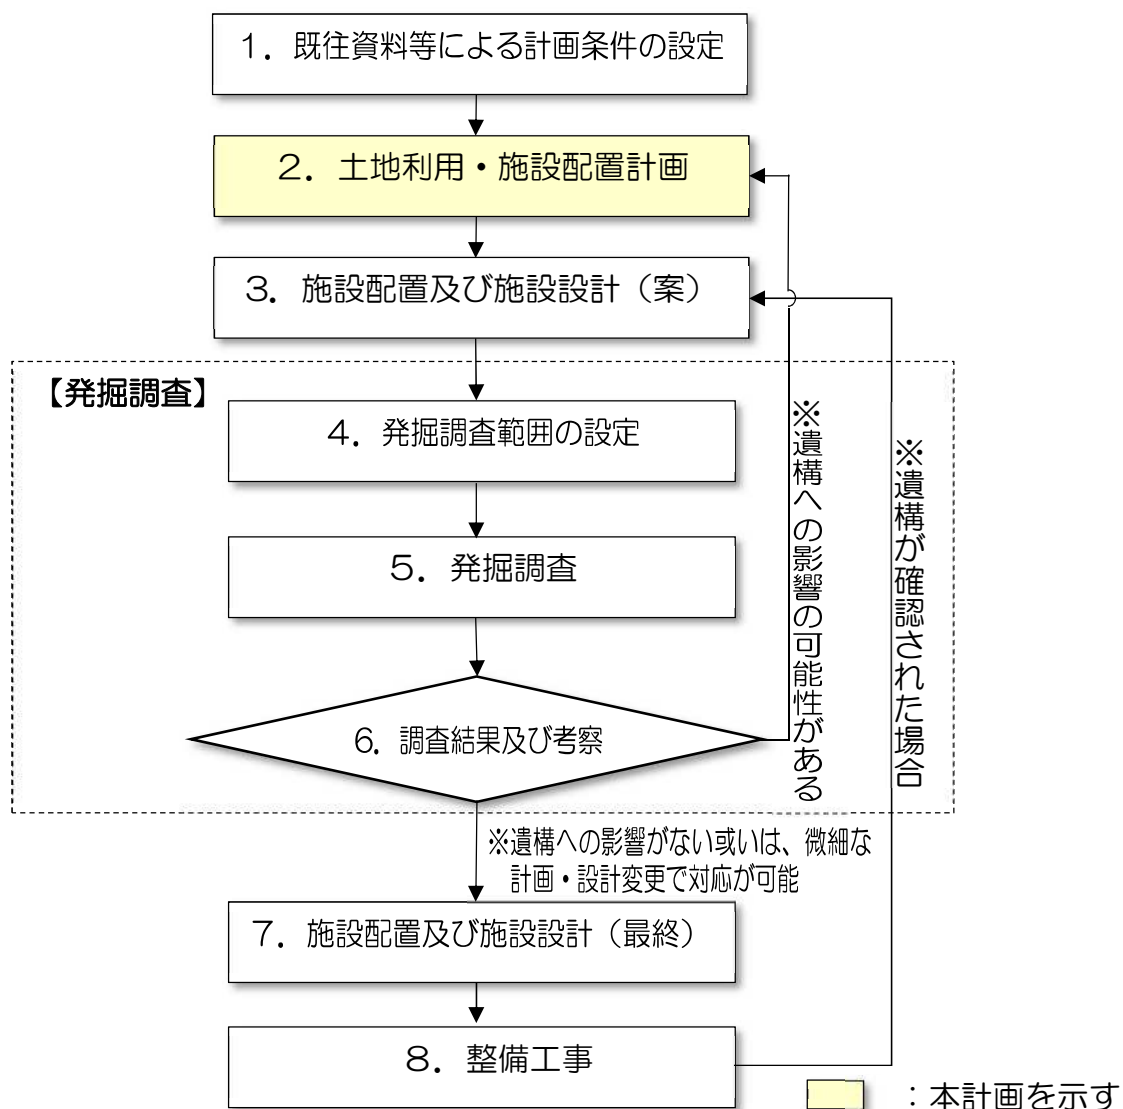 １．既往資料等による計画条件の設定
２．土地利用・施設配置計画
３．施設配置及び施設設計（案）
【発掘調査】
４．発掘調査範囲の設定
５．発掘調査
６．調査結果及び考察
※遺構への影響の可能性がある
※遺構が確認された場合
※遺構への影響がない或いは、微細な
計画・設計変更で対応が可能
７．施設配置及び施設設計（最終）
８．整備工事
：本計画を示す